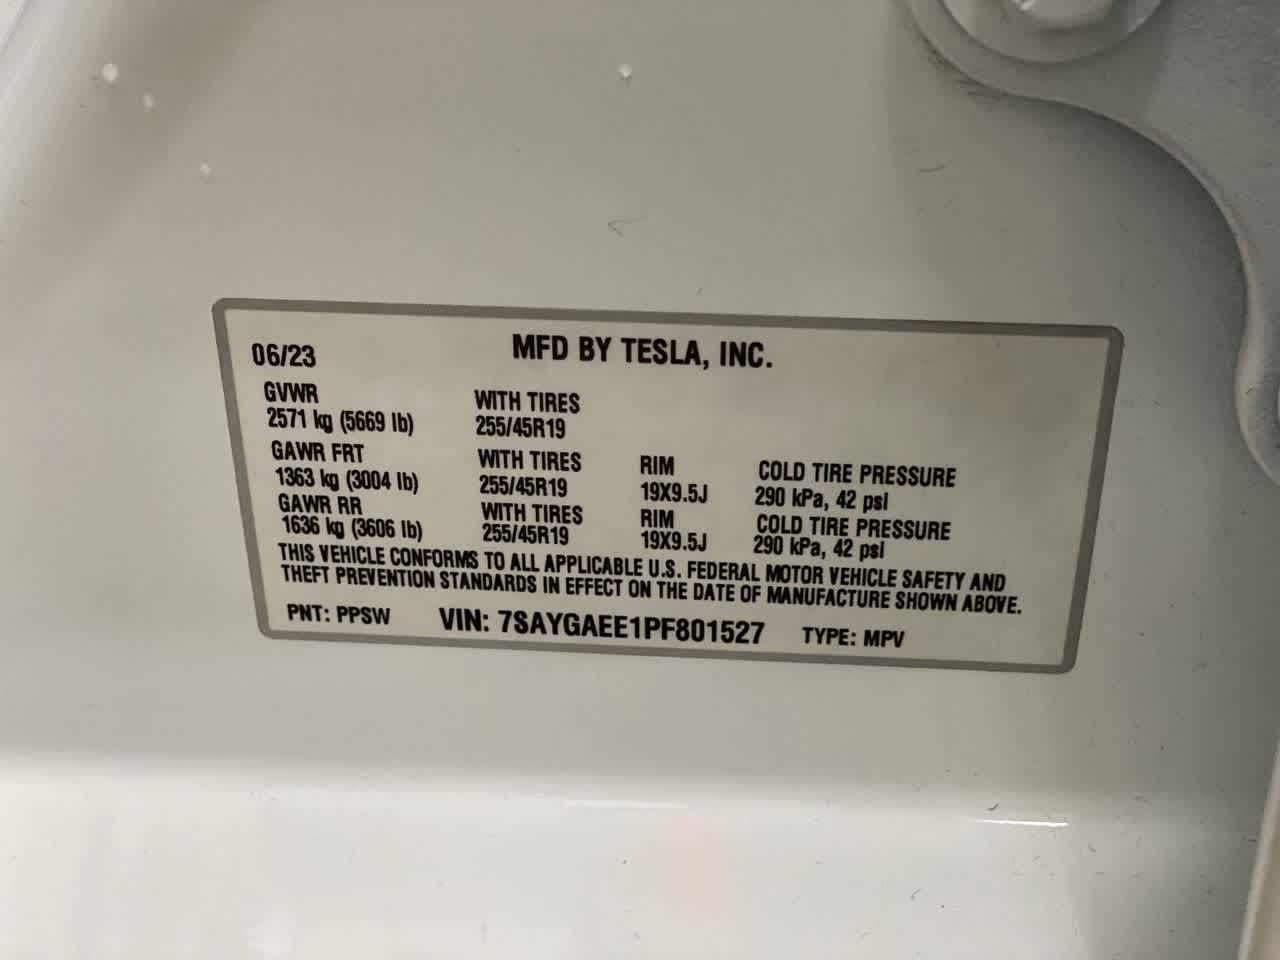 06/23 MFD BY TESLA, INC.
GVWR WITH TIRES
2571 kg (5669 lb) 255/45R19
GAWR FRT WITH TIRES RIM COLD TIRE PRESSURE
1363 kg (3004 lb) 255/45R19 19X9.5J 290 kPa, 42 psi
GAWR RR WITH TIRES RIM COLD TIRE PRESSURE
1636 kg (3606 lb) 255/45R19 19X9.5J 290 kPa, 42 psi
THIS VEHICLE CONFORMS TO ALL APPLICABLE U.S. FEDERAL MOTOR VEHICLE SAFETY AND
THEFT PREVENTION STANDARDS IN EFFECT ON THE DATE OF MANUFACTURE SHOWN ABOVE.
PNT: PPSW VIN: 7SAYGAEE1PF801527 TYPE: MPV